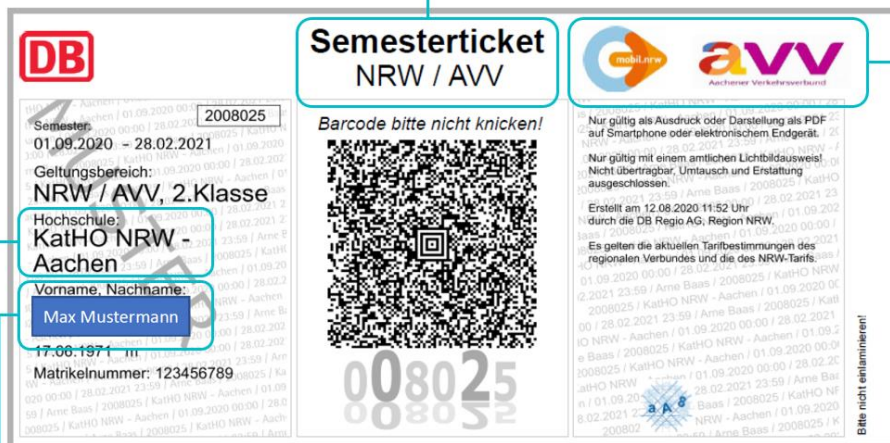 DB
Semesterticket
NRW / AVV
mobil.nrw
avv
Aachener Verkehrsverbund
2008025
Semester:
01.09.2020 - 28.02.2021
Geltungsbereich:
NRW / AVV, 2.Klasse
Hochschule:
KatHO NRW -
Aachen
Vorname, Nachname:
Max Mustermann
17.06.1971 m
Matrikelnummer: 123456789
MUSTER
Barcode bitte nicht knicken!
008025
Nur gültig als Ausdruck oder Darstellung als PDF
auf Smartphone oder elektronischem Endgerät.
Nur gültig mit einem amtlichen Lichtbildausweis!
Nicht übertragbar, Umtausch und Erstattung
ausgeschlossen.
Erstellt am 12.08.2020 11:52 Uhr
durch die DB Regio AG, Region NRW,
Es gelten die aktuellen Tarifbestimmungen des
regionalen Verbundes und die des NRW-Tarifs.
a A 8
Bitte nicht einlaminieren!